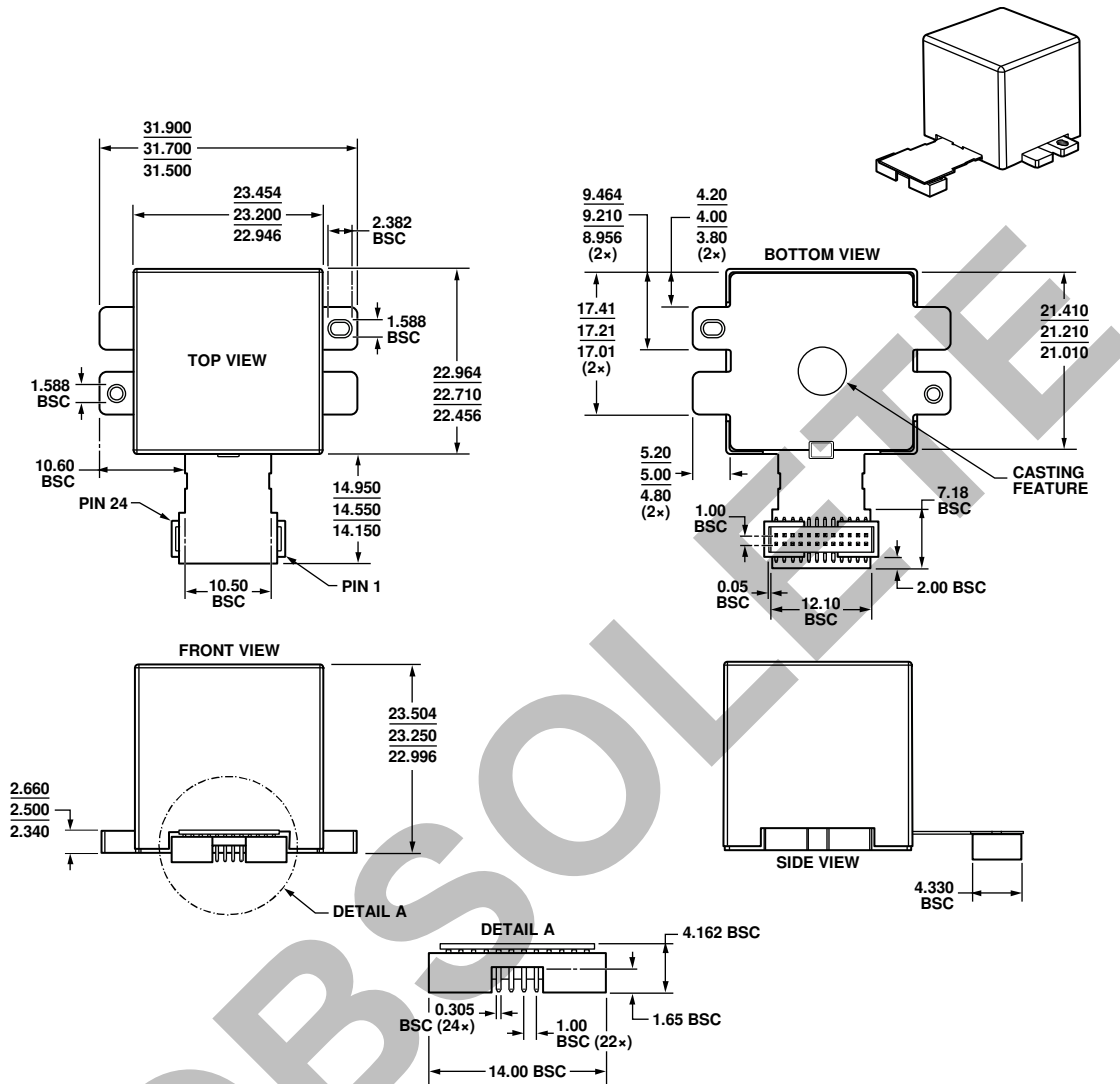 31.900
31.700
31.500
23.454
23.200
22.946
2.382
BSC
9.464
9.210
8.956
(2×)
4.20
4.00
3.80
(2×)
BOTTOM VIEW
TOP VIEW
1.588
BSC
1.588
BSC
22.964
22.710
22.456
17.41
17.21
17.01
(2×)
21.410
21.210
21.010
10.60
BSC
PIN 24
14.950
14.550
14.150
10.50
BSC
PIN 1
5.20
5.00
4.80
(2×)
CASTING
FEATURE
1.00
BSC
7.18
BSC
0.05
BSC
12.10
BSC
2.00 BSC
FRONT VIEW
23.504
23.250
22.996
2.660
2.500
2.340
DETAIL A
SIDE VIEW
4.330
BSC
DETAIL A
4.162 BSC
0.305
BSC (24×)
1.00
BSC (22×)
1.65 BSC
14.00 BSC
OBSOLETE